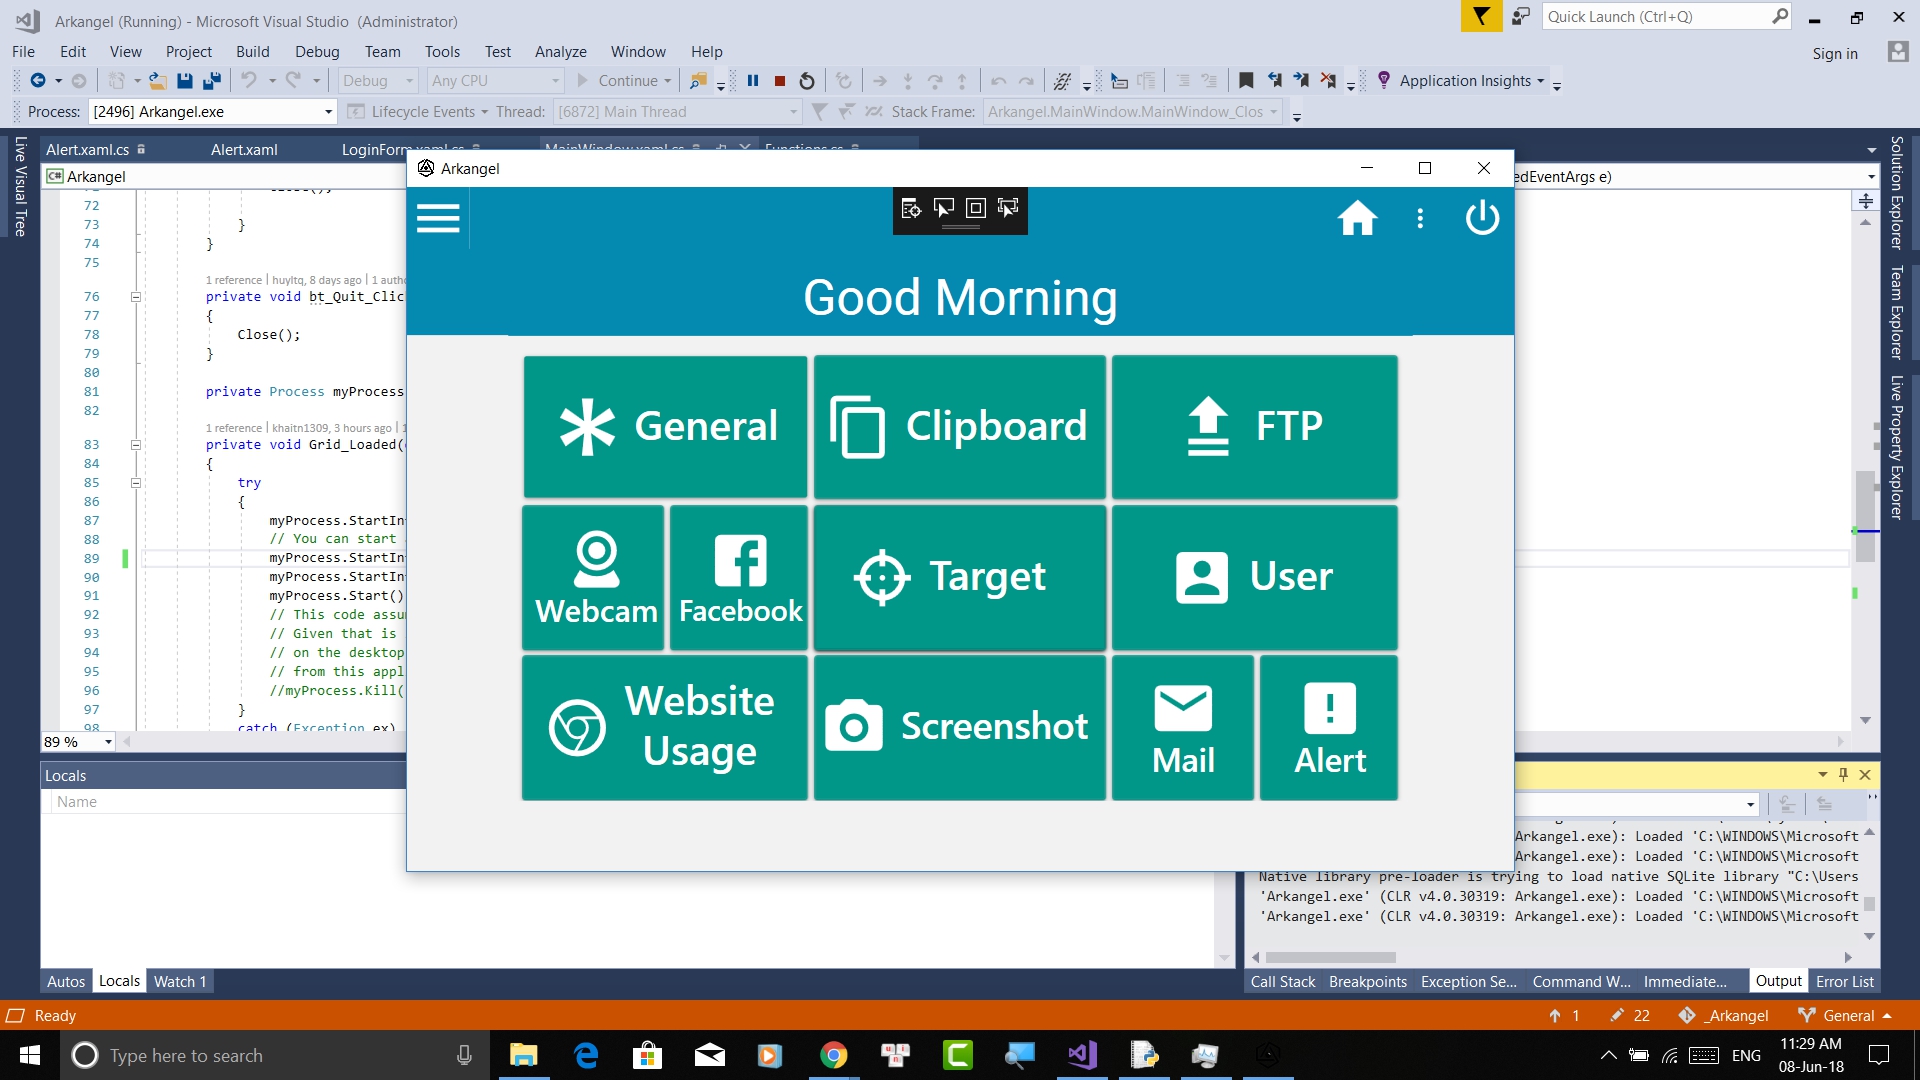 Arkangel (Running) - Microsoft Visual Studio (Administrator)
Quick Launch (Ctrl+Q)
File Edit View Project Build Debug Team Tools Test Analyze Window Help
Sign in
Debug Any CPU Continue Application Insights
Process: [2496] Arkangel.exe Lifecycle Events Thread: [6872] Main Thread Stack Frame: Arkangel.MainWindow.MainWindow_Clos
Live Visual Tree
Alert.xaml.cs Alert.xaml
Arkangel
edEventArgs e)
72
73 }
74 }
75
1 reference | huyltq, 8 days ago | 1 autho
76 private void bt_Quit_Clic
77 {
78 Close();
79 }
80
81 private Process myProcess
82
1 reference | khaitn1309, 3 hours ago |
83 private void Grid_Loaded(
84 {
85 try
86 {
87 myProcess.StartIn
88 // You can start
89 myProcess.StartIn
90 myProcess.StartIn
91 myProcess.Start()
92 // This code assu
93 // Given that is
94 // on the desktop
95 // from this appl
96 //myProcess.Kill(
97 }
98 catch (Exception ex)
89 %
Arkangel
Good Morning
General
Clipboard
FTP
Webcam
Facebook
Target
User
Website
Usage
Screenshot
Mail
Alert
Solution Explorer
Team Explorer
Live Property Explorer
Locals
Name
Autos Locals Watch 1
Arkangel.exe): Loaded 'C:\WINDOWS\Microsoft
Arkangel.exe): Loaded 'C:\WINDOWS\Microsoft
Native library pre-loader is trying to load native SQLite library "C:\Users
'Arkangel.exe' (CLR v4.0.30319: Arkangel.exe): Loaded 'C:\WINDOWS\Microsoft
'Arkangel.exe' (CLR v4.0.30319: Arkangel.exe): Loaded 'C:\WINDOWS\Microsoft
Call Stack Breakpoints Exception Se... Command W... Immediate... Output Error List
Ready
1 22 _Arkangel General
Type here to search
ENG
11:29 AM
08-Jun-18